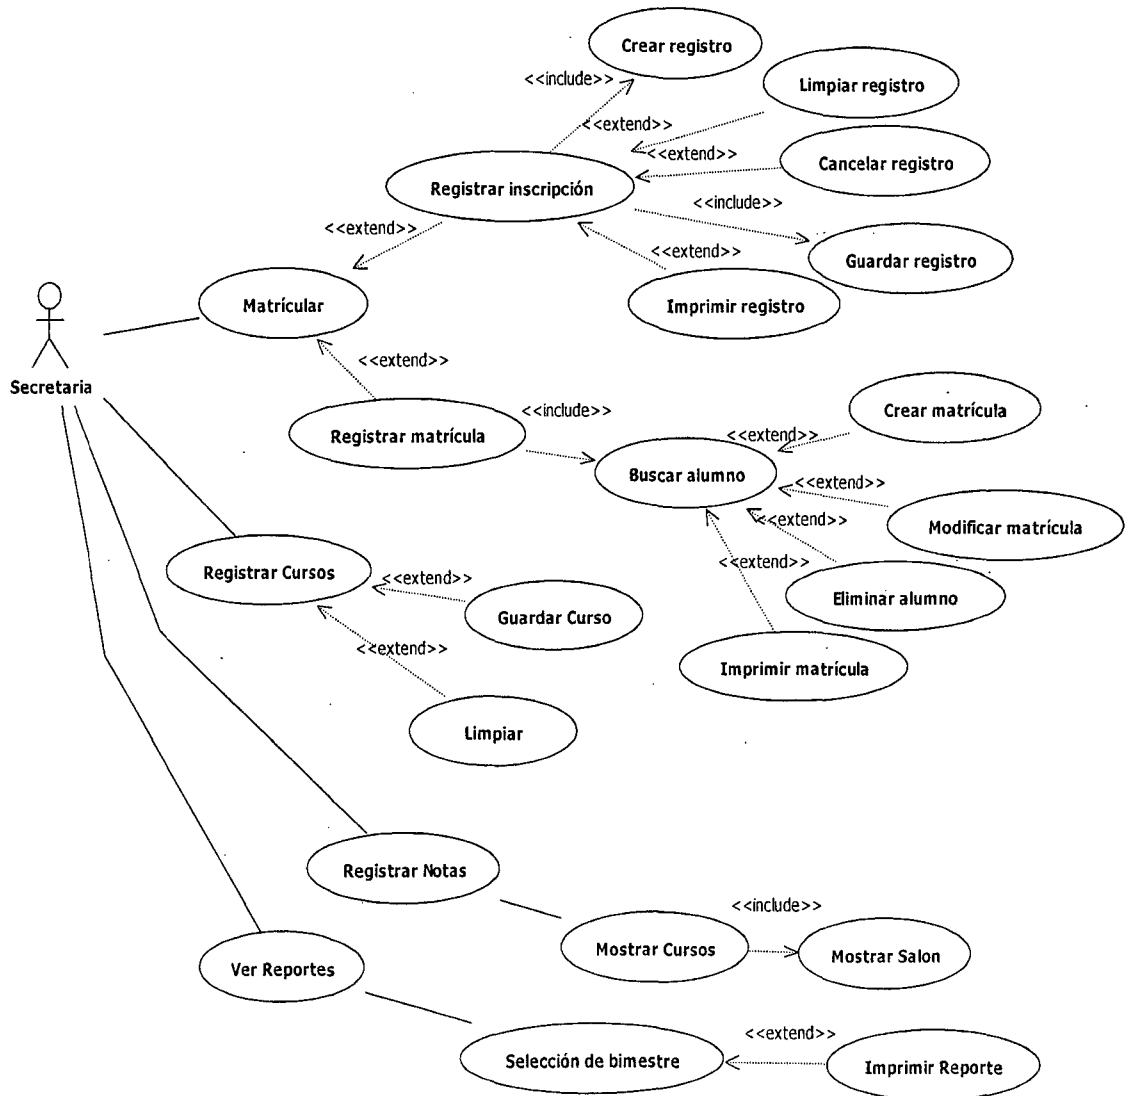 Crear registro
<<include>>
Limpiar registro
<<extend>>
<<extend>>
Cancelar registro
Registrar inscripción
<<include>>
<<extend>>
<<extend>>
Guardar registro
Matrícular
Imprimir registro
Secretaria
<<extend>>
<<include>>
Crear matrícula
Registrar matrícula
<<extend>>
Buscar alumno
<<extend>>
<<extend>>
Modificar matrícula
<<extend>>
Registrar Cursos
<<extend>>
Guardar Curso
Eliminar alumno
<<extend>>
Imprimir matrícula
Limpiar
Registrar Notas
<<include>>
Mostrar Cursos
Mostrar Salon
Ver Reportes
<<extend>>
Selección de bimestre
Imprimir Reporte